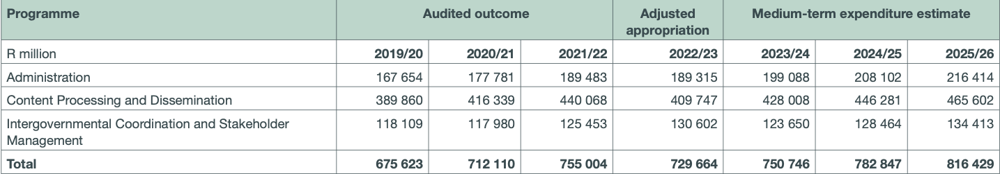 Programme Audited outcome Adjusted appropriation Medium-term expenditure estimate
R million 2019/20 2020/21 2021/22 2022/23 2023/24 2024/25 2025/26
Administration 167 654 177 781 189 483 189 315 199 088 208 102 216 414
Content Processing and Dissemination 389 860 416 339 440 068 409 747 428 008 446 281 465 602
Intergovernmental Coordination and Stakeholder Management 118 109 117 980 125 453 130 602 123 650 128 464 134 413
Total 675 623 712 110 755 004 729 664 750 746 782 847 816 429